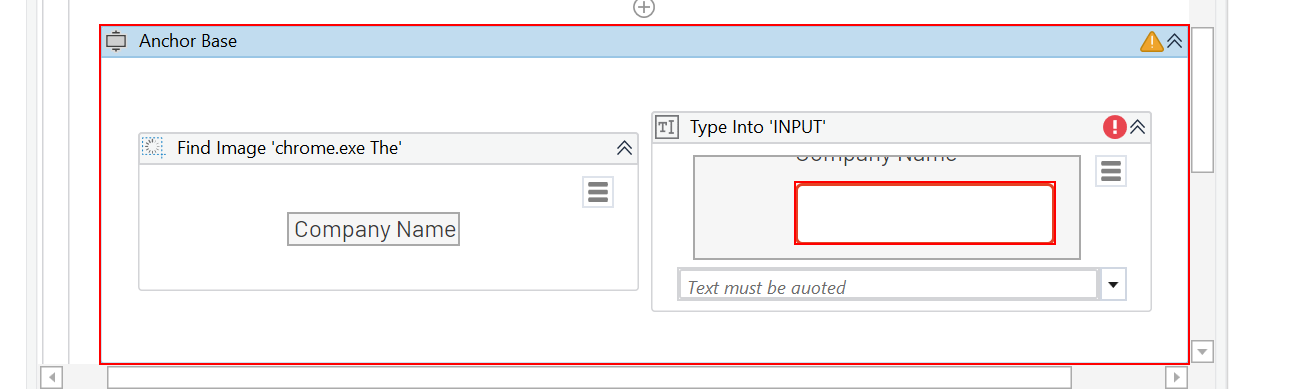 Anchor Base
Find Image 'chrome.exe The'
Company Name
Type Into 'INPUT'
Company Name
Text must be quoted